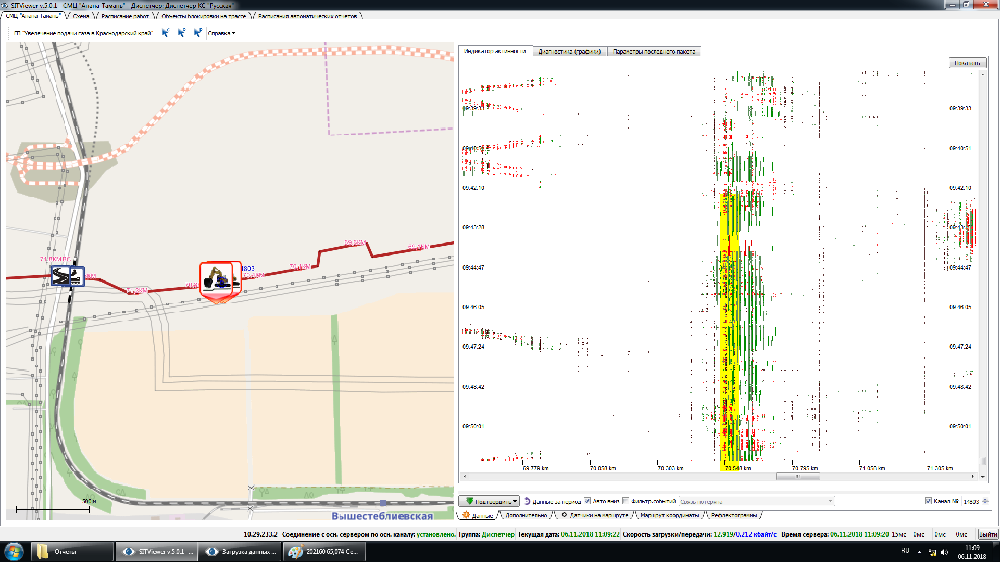 SITViewer v.5.0.1 - СМЦ "Анапа-Тамань" - Диспетчер: Диспетчер КС "Русская"
СМЦ "Анапа-Тамань" Схема Расписание работ Объекты блокировки на трассе Расписания автоматических отчетов
ГП "Увелечение подачи газа в Краснодарский край" С О Р Справка
Индикатор активности Диагностика (графики) Параметры последнего пакета
Показать
09:39:33 09:39:33
09:40:51 09:40:51
09:42:10 09:42:10
09:43:28 09:43:28
09:44:47 09:44:47
09:46:05 09:46:05
09:47:24 09:47:24
09:48:42 09:48:42
09:50:01 09:50:01
69.779 km 70.058 km 70.303 km 70.548 km 70.795 km 71.058 km 71.305 km
69,6КМ
69,1КМ
71,8КМ ВС
4803
70,1КМ
70,4КМ
6КМ
70,8К
71,2КМ
500 м
Вышестеблиевская
Подтвердить Данные за период Авто вниз Фильтр.событий Связь потеряна Канал № 14803
Данные Дополнительно Датчики на маршруте Маршрут координаты Рефлектограммы
10.29.233.2 Соединение с осн. сервером по осн. каналу: установлено. Группа: Диспетчер Текущая дата: 06.11.2018 11:09:22 Скорость загрузки/передачи: 12.919/0.212 кбайт/с Время сервера: 06.11.2018 11:09:20 15мс 0мс 0мс 0мс Выйти
Отчеты SITViewer v.5.0.1 -... Загрузка данных ... 202160 65,074 Се... RU 11:09
06.11.2018